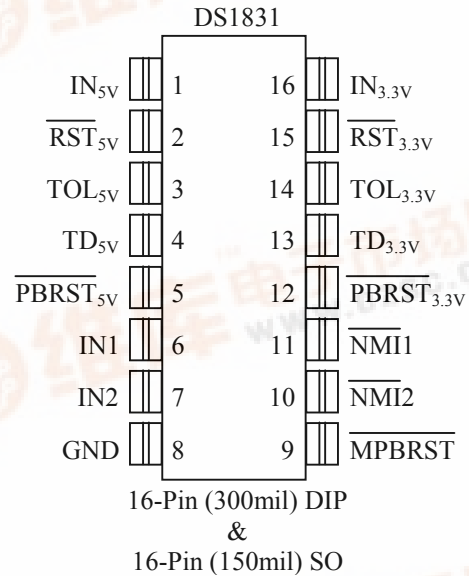 DS1831
IN5V 1 16 IN3.3V
RST5V 2 15 RST3.3V
TOL5V 3 14 TOL3.3V
TD5V 4 13 TD3.3V
PBRST5V 5 12 PBRST3.3V
IN1 6 11 NMI1
IN2 7 10 NMI2
GND 8 9 MPBRST
16-Pin (300mil) DIP
&
16-Pin (150mil) SO